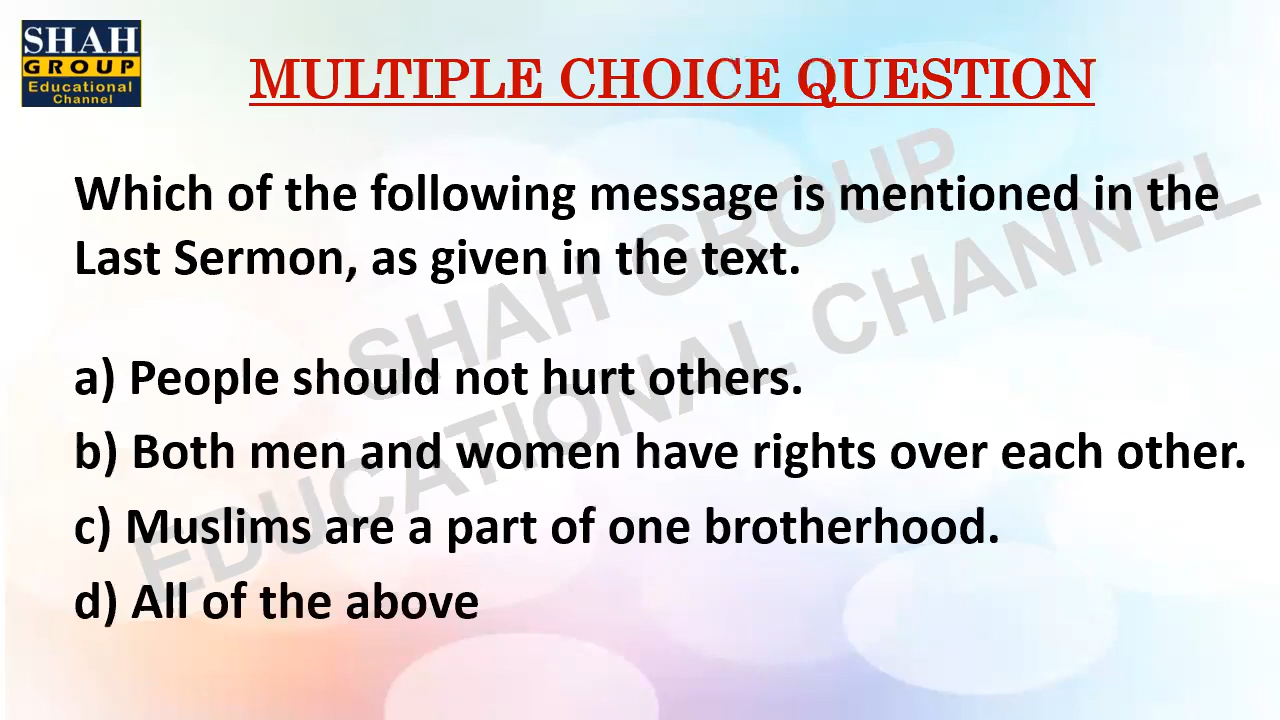 SHAH
GROUP
Educational
Channel
MULTIPLE CHOICE QUESTION
Which of the following message is mentioned in the
Last Sermon, as given in the text.
a) People should not hurt others.
b) Both men and women have rights over each other.
c) Muslims are a part of one brotherhood.
d) All of the above
SHAH GROUP
EDUCATIONAL CHANNEL